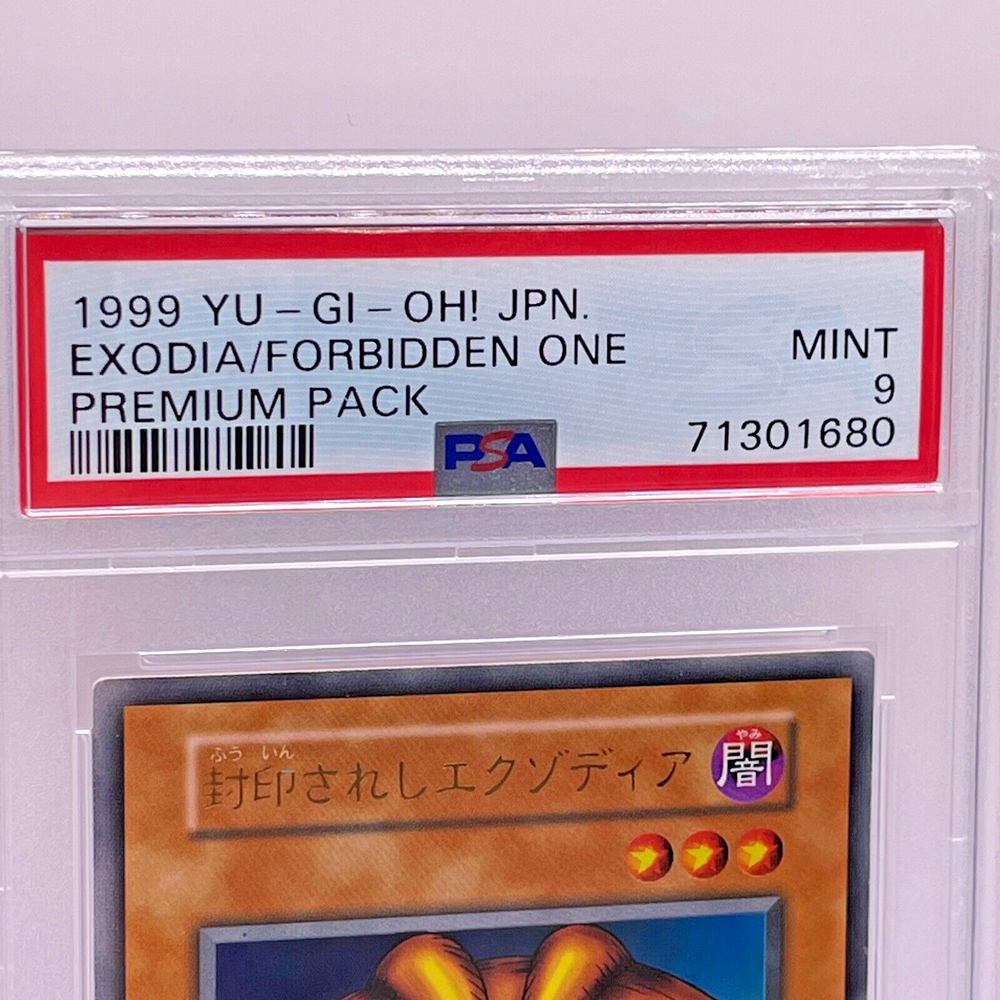 1999 YU-GI-OH! JPN.
EXODIA/FORBIDDEN ONE
MINT
PREMIUM PACK
9
PSA
71301680
ふういん
封印されしエクゾディア
やみ
闇